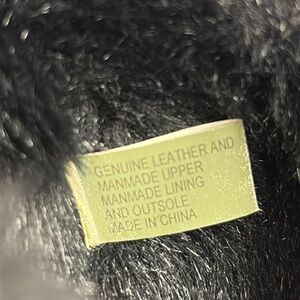 GENUINE LEATHER AND
MANMADE UPPER
MANMADE LINING
AND OUTSOLE
MADE IN CHINA